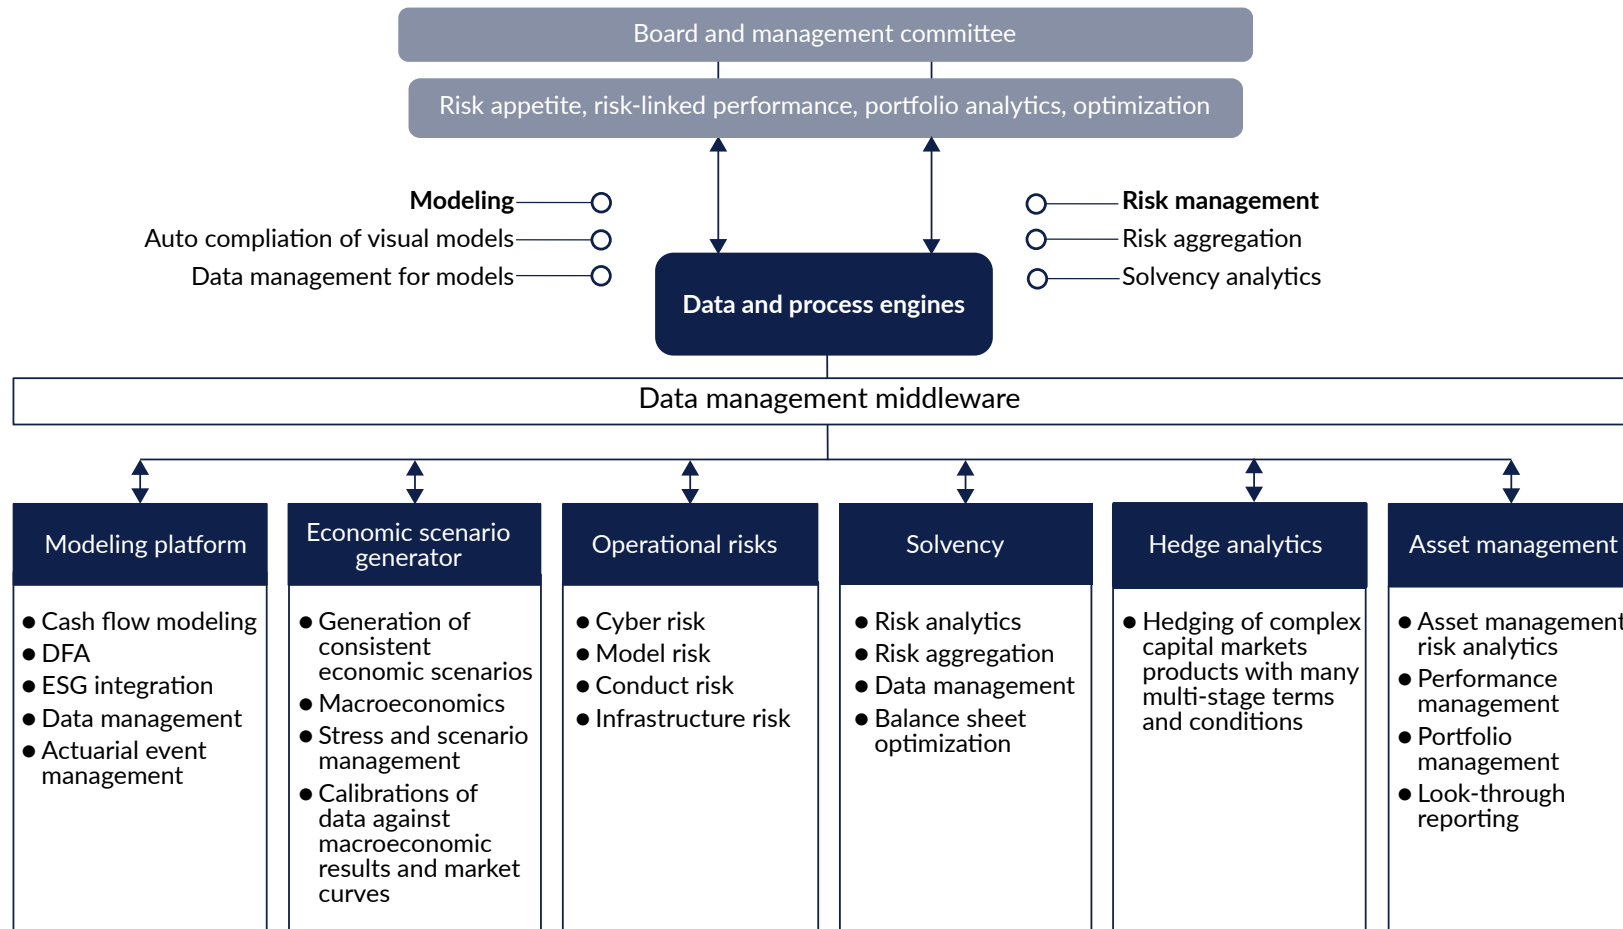 Board and management committee
Risk appetite, risk-linked performance, portfolio analytics, optimization
Modeling
Auto compliation of visual models
Data management for models
Risk management
Risk aggregation
Solvency analytics
Data and process engines
Data management middleware
Modeling platform
● Cash flow modeling
● DFA
● ESG integration
● Data management
● Actuarial event
management
Economic scenario
generator
● Generation of
consistent
economic scenarios
● Macroeconomics
● Stress and scenario
management
● Calibrations of
data against
macroeconomic
results and market
curves
Operational risks
● Cyber risk
● Model risk
● Conduct risk
● Infrastructure risk
Solvency
● Risk analytics
● Risk aggregation
● Data management
● Balance sheet
optimization
Hedge analytics
● Hedging of complex
capital markets
products with many
multi-stage terms
and conditions
Asset management
● Asset management
risk analytics
● Performance
management
● Portfolio
management
● Look-through
reporting